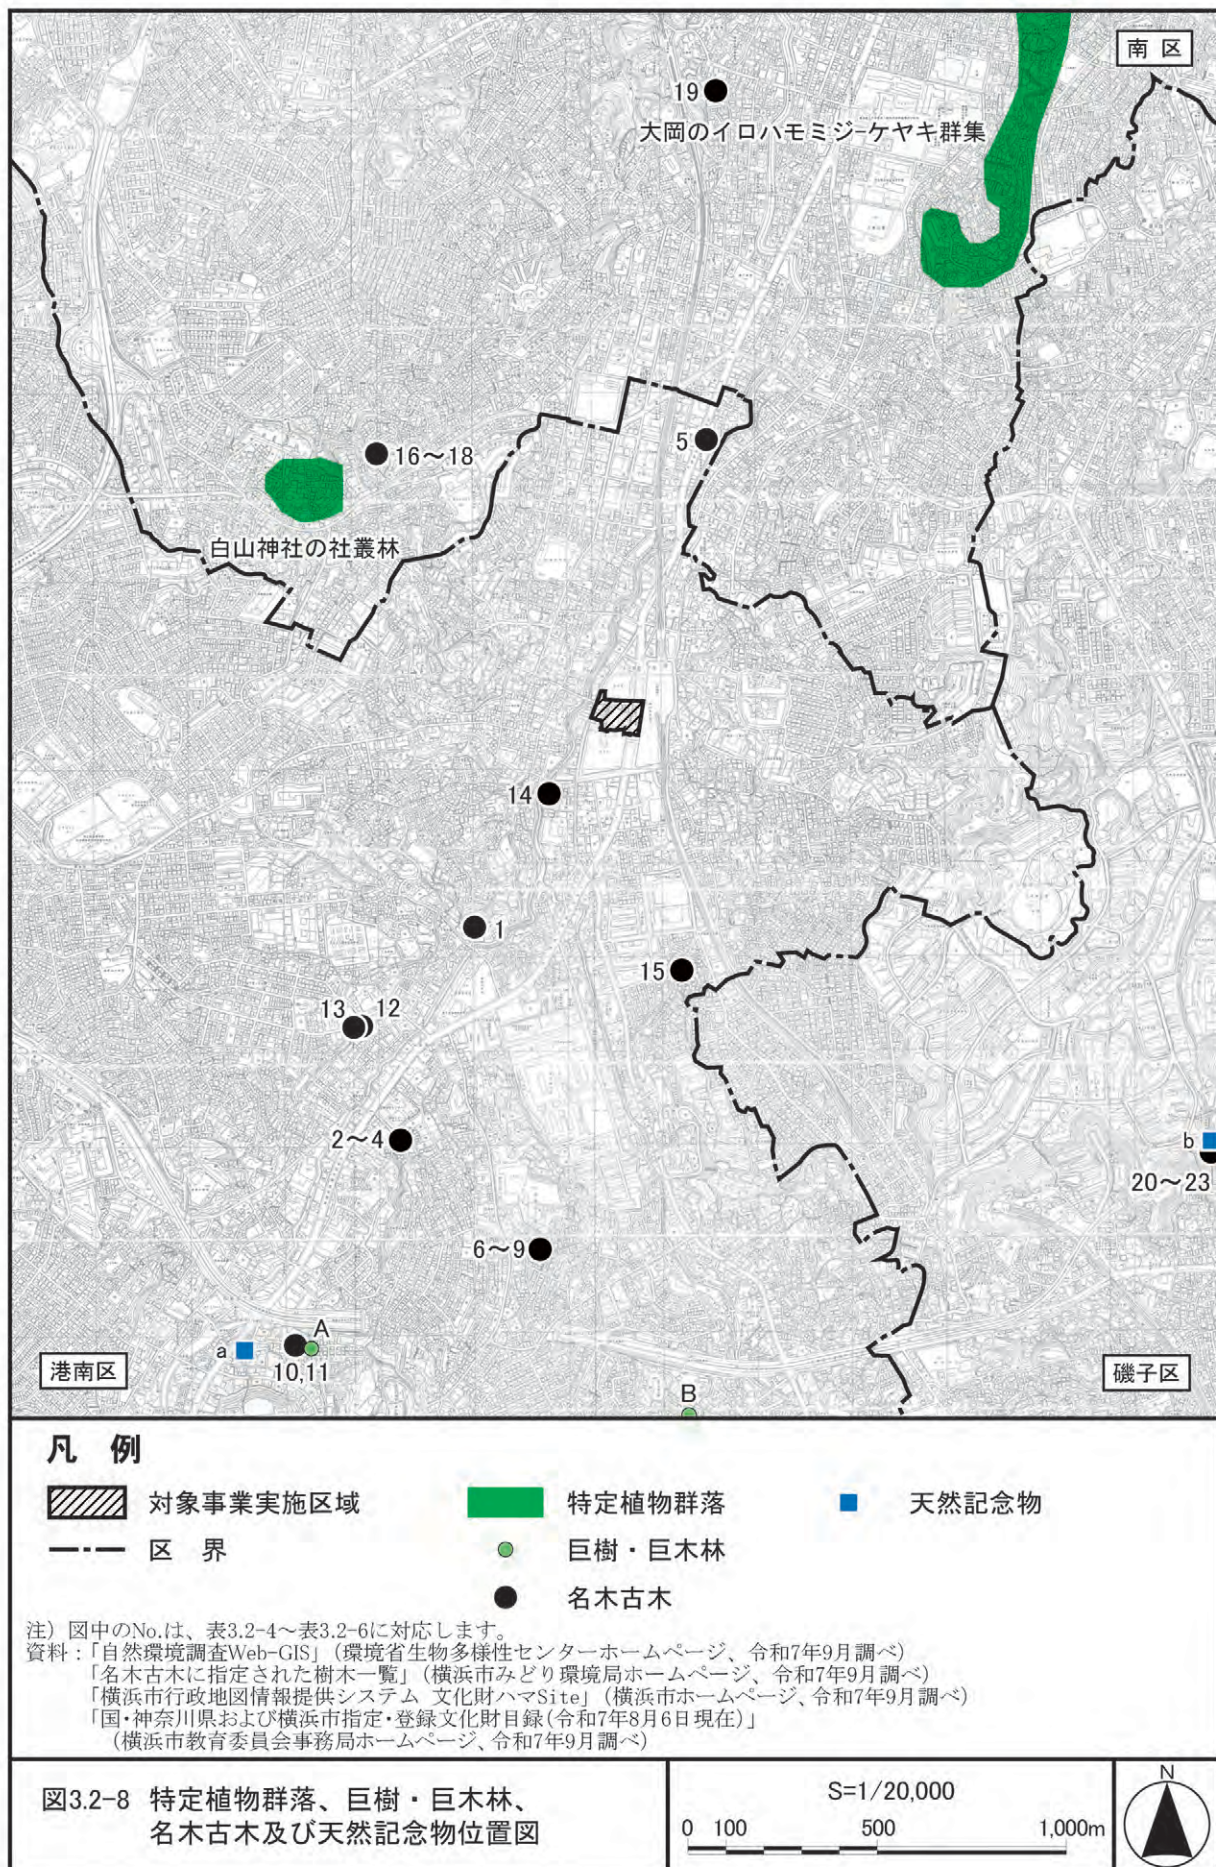 南 区
19
大岡のイロハモミジ-ケヤキ群集
5
16～18
白山神社の社叢林
14
1
15
13
12
2～4
b
20～23
6～9
A
a
10,11
港南区
磯子区
B
凡 例
対象事業実施区域
特定植物群落
天然記念物
区 界
巨樹・巨木林
名木古木
注）図中のNo.は、表3.2-4～表3.2-6に対応します。
資料：「自然環境調査Web-GIS」（環境省生物多様性センターホームページ、令和7年9月調べ）
「名木古木に指定された樹木一覧」（横浜市みどり環境局ホームページ、令和7年9月調べ）
「横浜市行政地図情報提供システム 文化財ハマSite」（横浜市ホームページ、令和7年9月調べ）
「国・神奈川県および横浜市指定・登録文化財目録（令和7年8月6日現在）」
（横浜市教育委員会事務局ホームページ、令和7年9月調べ）
図3.2-8 特定植物群落、巨樹・巨木林、
名木古木及び天然記念物位置図
S=1/20,000
0 100 500 1,000m
N